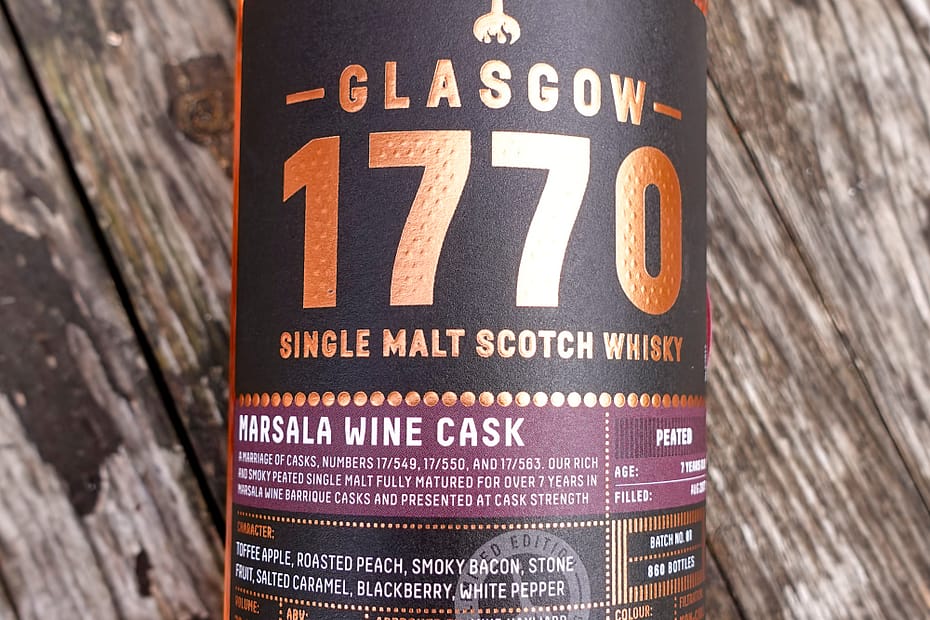 GLASGOW
1770
SINGLE MALT SCOTCH WHISKY
MARSALA WINE CASK
A MARRIAGE OF CASKS, NUMBERS 17/549, 17/550, AND 17/563. OUR RICH
AND SMOKY PEATED SINGLE MALT FULLY MATURED FOR OVER 7 YEARS IN
MARSALA WINE BARRIQUE CASKS AND PRESENTED AT CASK STRENGTH
PEATED
AGE: 7 YEARS
FILLED:
CHARACTER:
TOFFEE APPLE, ROASTED PEACH, SMOKY BACON, STONE
FRUIT, SALTED CARAMEL, BLACKBERRY, WHITE PEPPER
BATCH NO. 01
860 BOTTLES
VOLUME: ABV:
COLOUR: